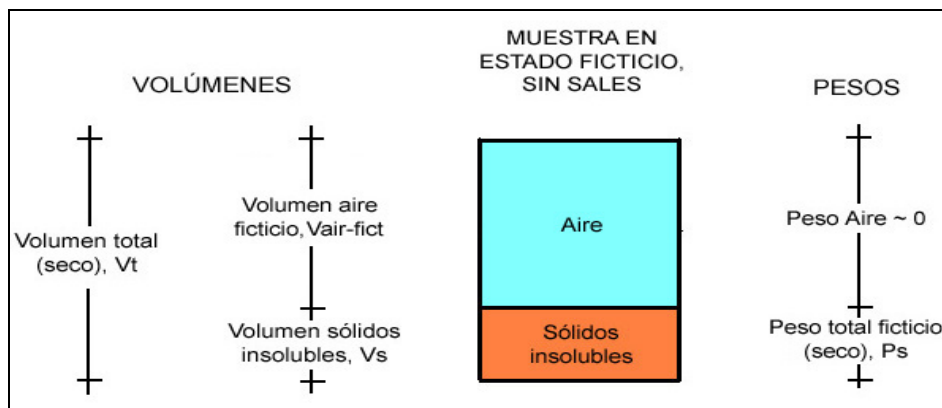 MUESTRA EN
ESTADO FICTICIO,
SIN SALES
VOLÚMENES
PESOS
Volumen total
(seco), Vt
Volumen aire
ficticio,Vair-fict
Volumen sólidos
insolubles, Vs
Aire
Sólidos
insolubles
Peso Aire ~ 0
Peso total ficticio
(seco), Ps